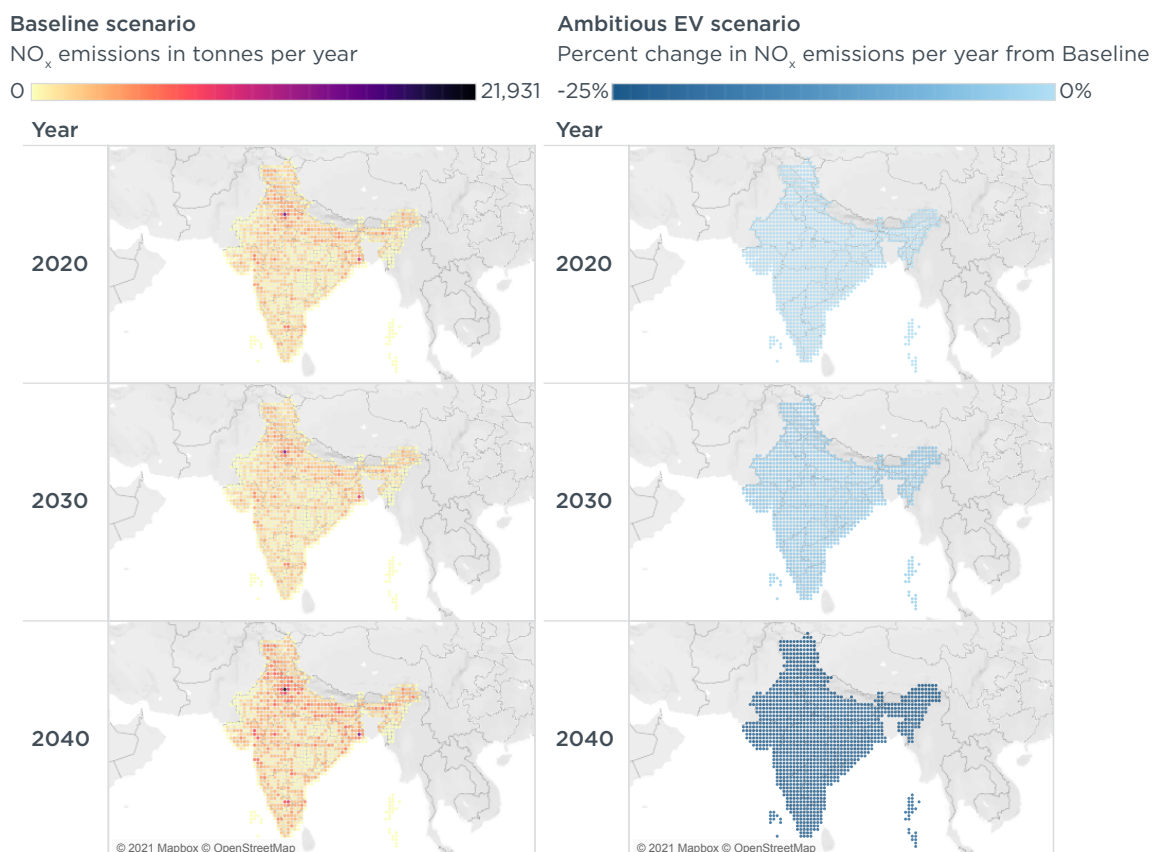 Baseline scenario
NOx emissions in tonnes per year
0 21,931
Year
2020
2030
2040
© 2021 Mapbox © OpenStreetMap
Ambitious EV scenario
Percent change in NOx emissions per year from Baseline
-25% 0%
Year
2020
2030
2040
© 2021 Mapbox © OpenStreetMap